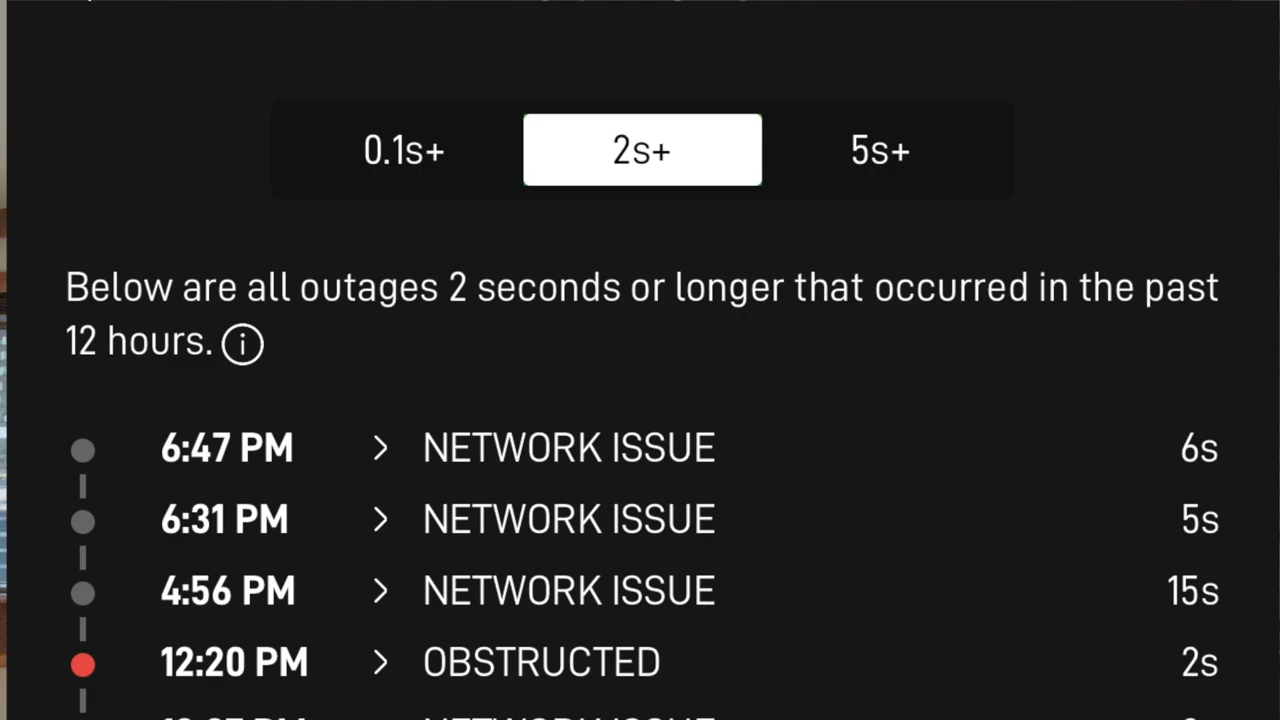 0.1s+ 2s+ 5s+
Below are all outages 2 seconds or longer that occurred in the past
12 hours. i
6:47 PM > NETWORK ISSUE 6s
6:31 PM > NETWORK ISSUE 5s
4:56 PM > NETWORK ISSUE 15s
12:20 PM > OBSTRUCTED 2s
NETWORK ISSUE